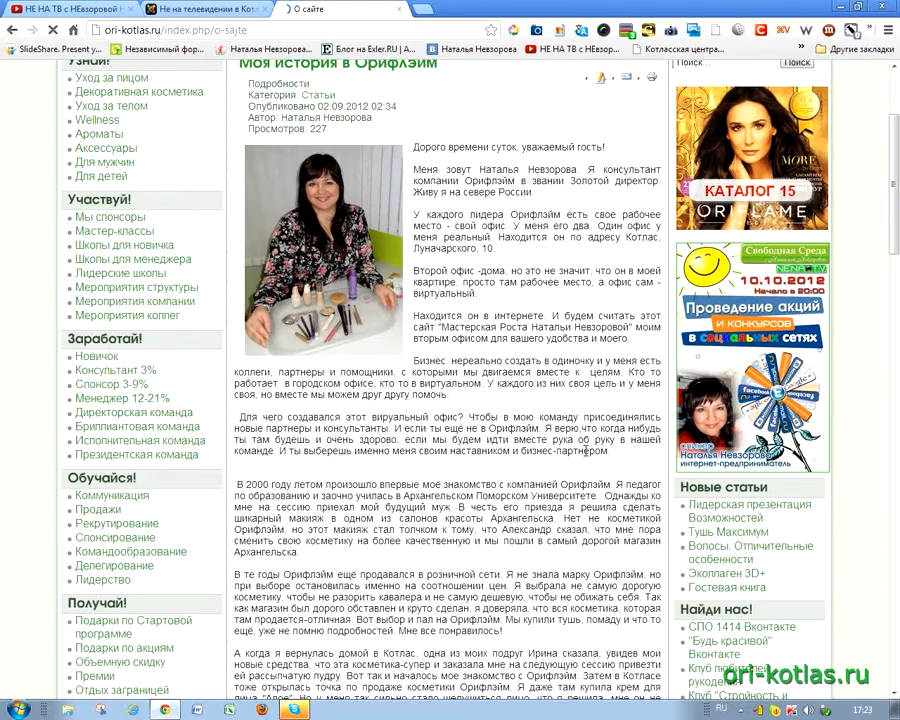 НЕ НА ТВ с НЕвзоровой Н
Не на телевидении в Котл
О сайте
ori-kotlas.ru/index.php/o-sajte
SlideShare. Present y...
Независимый фор...
Наталья Невзорова...
Блог на Exler.RU | А...
Наталья Невзорова
НЕ НА ТВ с НЕвзор...
Котласская центра...
Другие закладки
Узнай!
Уход за лицом
Декоративная косметика
Уход за телом
Wellness
Ароматы
Аксессуары
Для мужчин
Для детей
Участвуй!
Мы спонсоры
Мастер-классы
Школы для новичка
Школы для менеджера
Лидерские школы
Мероприятия структуры
Мероприятия компании
Мероприятия коллег
Заработай!
Новичок
Консультант 3%
Спонсор 3-9%
Менеджер 12-21%
Директорская команда
Бриллиантовая команда
Исполнительная команда
Президентская команда
Обучайся!
Коммуникация
Продажи
Рекрутирование
Спонсирование
Командообразование
Делегирование
Лидерство
Получай!
Подарки по Стартовой
программе
Подарки по акциям
Объемную скидку
Премии
Отдых заграницей
Моя история в Орифлэйм
Подробности
Категория: Статьи
Опубликовано 02.09.2012 02:34
Автор: Наталья Невзорова
Просмотров: 227
Дорого времени суток, уважаемый гость!
Меня зовут Наталья Невзорова. Я консультант
компании Орифлэйм в звании Золотой директор.
Живу я на севере России.
У каждого лидера Орифлэйм есть свое рабочее
место - свой офис. У меня его два. Один офис у
меня реальный. Находится он по адресу Котлас,
Луначарского, 10.
Второй офис -дома, но это не значит, что он в моей
квартире, просто там рабочее место, а офис сам -
виртуальный.
Находится он в интернете. И будем считать этот
сайт "Мастерская Роста Натальи Невзоровой" моим
вторым офисом для вашего удобства и моего.
Бизнес нереально создать в одиночку и у меня есть
коллеги, партнеры и помощники, с которыми мы двигаемся вместе к целям. Кто то
работает в городском офисе, кто то в виртуальном. У каждого из них своя цель и у меня
своя, но вместе мы можем друг другу помочь.
Для чего создавался этот вируальный офис? Чтобы в мою команду присоединялись
новые партнеры и консультанты. И если ты ещё не в Орифлэйм. Я верю,что когда нибудь
ты там будешь и очень здорово, если мы будем идти вместе рука об руку в нашей
команде. И ты выберешь именно меня своим наставником и бизнес-партнёром.
В 2000 году летом произошло впервые моё знакомство с компанией Орифлэйм. Я педагог
по образованию и заочно училась в Архангельском Поморском Университете. Однажды ко
мне на сессию приехал мой будущий муж. В честь его приезда я решила сделать
шикарный макияж в одном из салонов красоты Архангельска. Нет не косметикой
Орифлэйм, но этот макияж стал толчком к тому, что Александр сказал, что мне пора
сменить свою косметику на более качественную и мы пошли в самый дорогой магазин
Архангельска
В те годы Орифлэйм ещё продавался в розничной сети. Я не знала марку Орифлэйм, но
при выборе остановилась именно на соотношении цен. Я выбрала не самую дорогую
косметику, чтобы не разорить кавалера и не самую дешевую, чтобы не обижать себя. Так
как магазин был дорого обставлен и круто сделан, я доверяла, что вся косметика, которая
там продается-отличная. Вот выбор и пал на Орифлэйм. Мы купили тушь, помаду и что то
ещё, уже не помню подробностей. Мне все понравилось!
А когда я вернулась домой в Котлас, одна из моих подруг Ирина сказала, увидев мои
новые средства, что эта косметика-супер и заказала мне на следующую сессию привезти
ей рассыпчатую пудру. Вот так и началось мое знакомство с Орифлэйм. Затем в Котласе
тоже открылась точка по продаже косметики Орифлэйм. Я даже там купила крем для
Поиск...
Поиск
MORE
КАТАЛОГ 15
ORIFLAME
Свободная Среда
NENA TV
10.10.2012
Начало в 20:00
Проведение акций
и конкурсов
в социальных сетях
facebook
Наталья Невзорова
интернет-предприниматель
Новые статьи
Лидерская презентация
Возможностей
Тушь Максимум
Волосы. Отличительные
особенности
Экоплаген 3D+
Гостевая книга
Найди нас!
СПО 1414 Вконтакте
"Будь красивой"
Вконтакте
Клуб любителей
рукоделия
Клуб "Стройность и
ori-kotlas.ru
RU
17:23